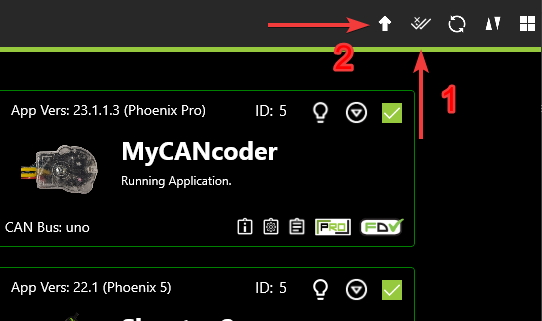 2
1
App Vers: 23.1.1.3 (Phoenix Pro) ID: 5
MyCANcoder
Running Application.
CAN Bus: uno
PRO
FDV
App Vers: 22.1 (Phoenix 5) ID: 5